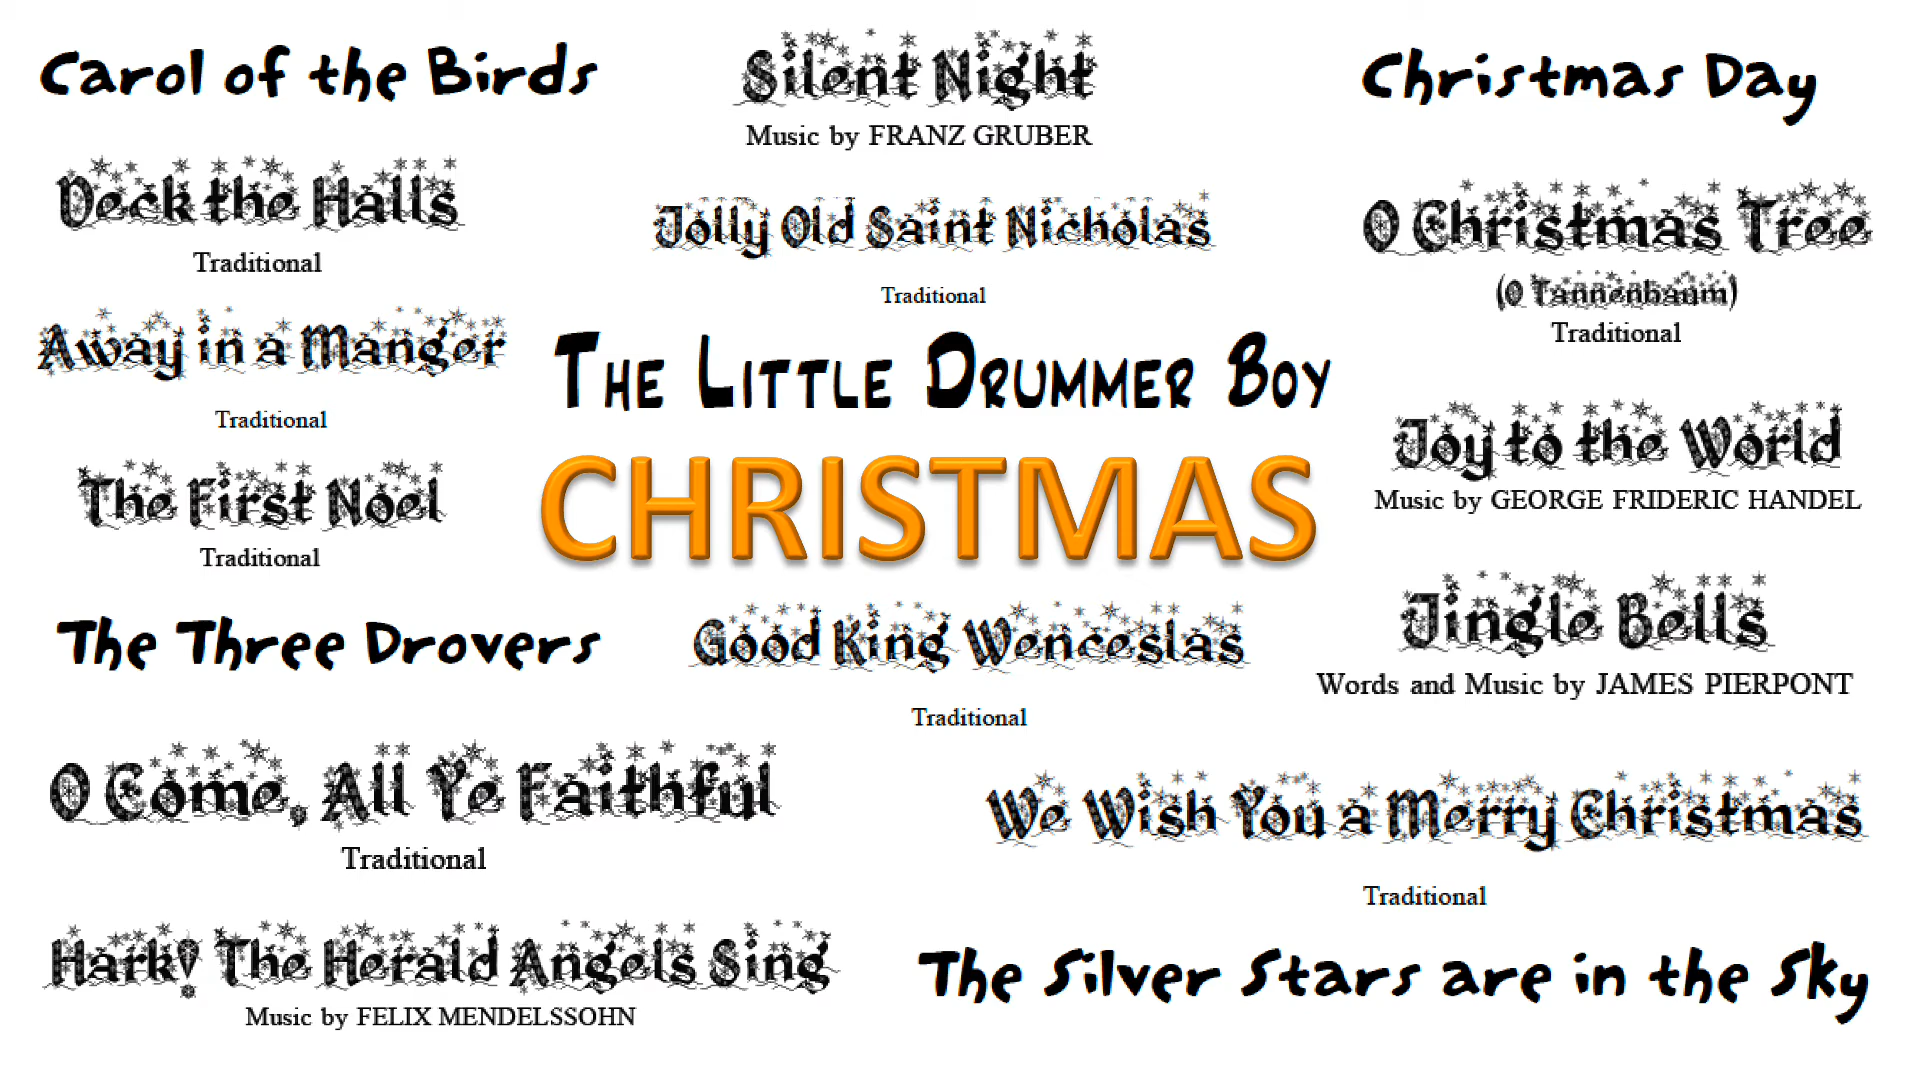 Carol of the Birds
Silent Night
Music by FRANZ GRUBER
Christmas Day
Deck the Halls
Traditional
Jolly Old Saint Nicholas
Traditional
O Christmas Tree
(O Tannenbaum)
Traditional
Away in a Manger
Traditional
The Little Drummer Boy
CHRISTMAS
Joy to the World
Music by GEORGE FRIDERIC HANDEL
The First Noel
Traditional
The Three Drovers
Good King Wenceslas
Traditional
Jingle Bells
Words and Music by JAMES PIERPONT
O Come, All Ye Faithful
Traditional
We Wish You a Merry Christmas
Traditional
Hark! The Herald Angels Sing
Music by FELIX MENDELSSOHN
The Silver Stars are in the Sky